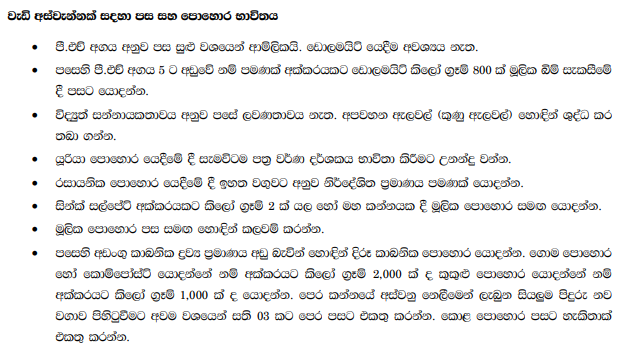 වැඩි අස්වැන්නක් සඳහා පස සහ පොහොර භාවිතය
• පී.එච් අගය අනුව පස සුළු වශයෙන් ආම්ලිකයි. ඩොලමයිට් යෙදීම අවශ්‍යය නැත.
• පසෙහි පී.එච් අගය 5 ට අඩුවේ නම් පමණක් අක්කරයකට ඩොලමයිට් කිලෝ ග්‍රෑම් 800 ක් මූලික බිම් සැකසීමේ
දී පසට යොදන්න.
• විද්‍යුත් සන්නායකතාවය අනුව පසේ ලවණතාවය නැත. අපවහන ඇලවල් (කුණු ඇලවල්) හොඳින් ශුද්ධ කර
තබා ගන්න.
• යූරියා පොහොර යෙදීමේ දී සැමවිටම පත්‍ර වර්ණ දර්ශකය භාවිතා කිරීමට උනන්දු වන්න.
• රසායනික පොහොර යෙදීමේ දී ඉහත වගුවට අනුව නිර්දේශිත ප්‍රමාණය පමණක් යොදන්න.
• සින්ක් සල්පේට් අක්කරයකට කිලෝ ග්‍රෑම් 2 ක් යල හෝ මහ කන්නයක දී මූලික පොහොර සමඟ යොදන්න.
• මූලික පොහොර පස සමඟ හොඳින් කලවම් කරන්න.
• පසෙහි අඩංගු කාබනික ද්‍රව්‍ය ප්‍රමාණය අඩු බැවින් හොඳින් දිරූ කාබනික පොහොර යොදන්න. ගොම පොහොර
හෝ කොම්පෝස්ට් යොදන්නේ නම් අක්කරයට කිලෝ ග්‍රෑම් 2,000 ක් ද කුකුළු පොහොර යොදන්නේ නම්
අක්කරයකට කිලෝ ග්‍රෑම් 1,000 ක් ද යොදන්න. පෙර කන්නයේ අස්වනු නෙලීමෙන් ලැබුන සියලුම පිදුරු නව
වගාව පිහිටුවීමට අවම වශයෙන් සති 03 කට පෙර පසට එකතු කරන්න. කොළ පොහොර පසට හැකිතාක්
එකතු කරන්න.